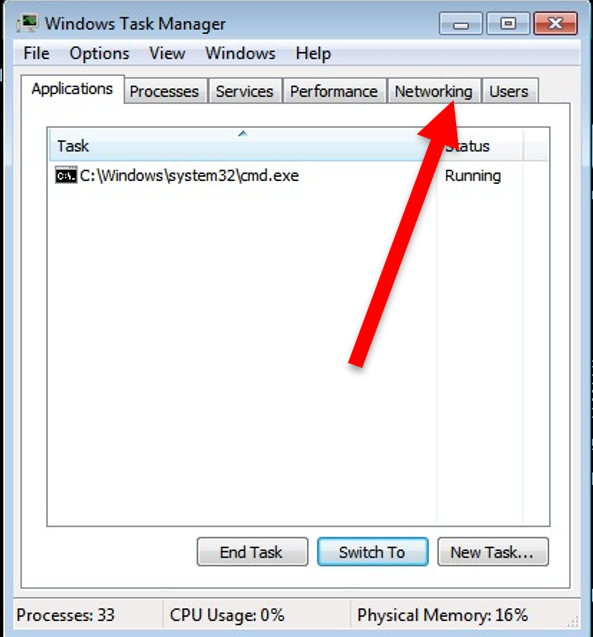 Windows Task Manager
File Options View Windows Help
Applications Processes Services Performance Networking Users
Task Status
C:\Windows\system32\cmd.exe Running
End Task Switch To New Task...
Processes: 33 CPU Usage: 0% Physical Memory: 16%